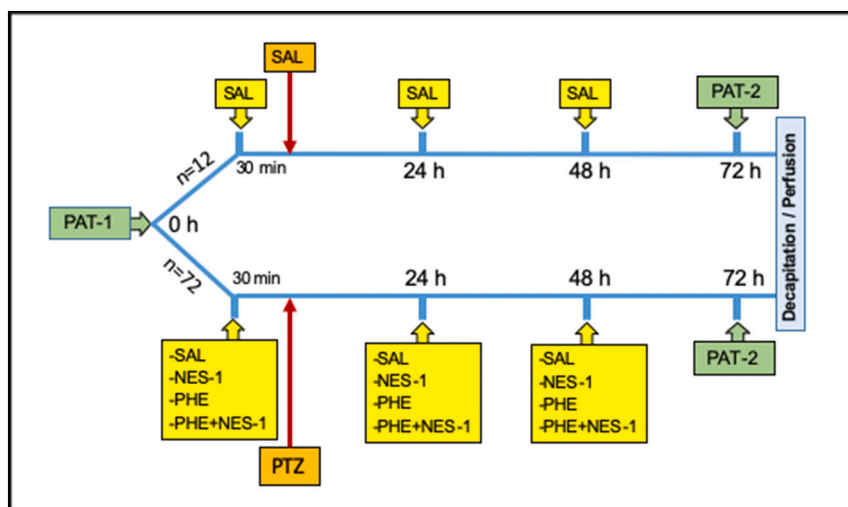 SAL
SAL
SAL
SAL
PAT-2
n=12
30 min
24 h
48 h
72 h
PAT-1
0 h
Decapitation / Perfusion
n=72
30 min
24 h
48 h
72 h
-SAL
-NES-1
-PHE
-PHE+NES-1
-SAL
-NES-1
-PHE
-PHE+NES-1
-SAL
-NES-1
-PHE
-PHE+NES-1
PAT-2
PTZ